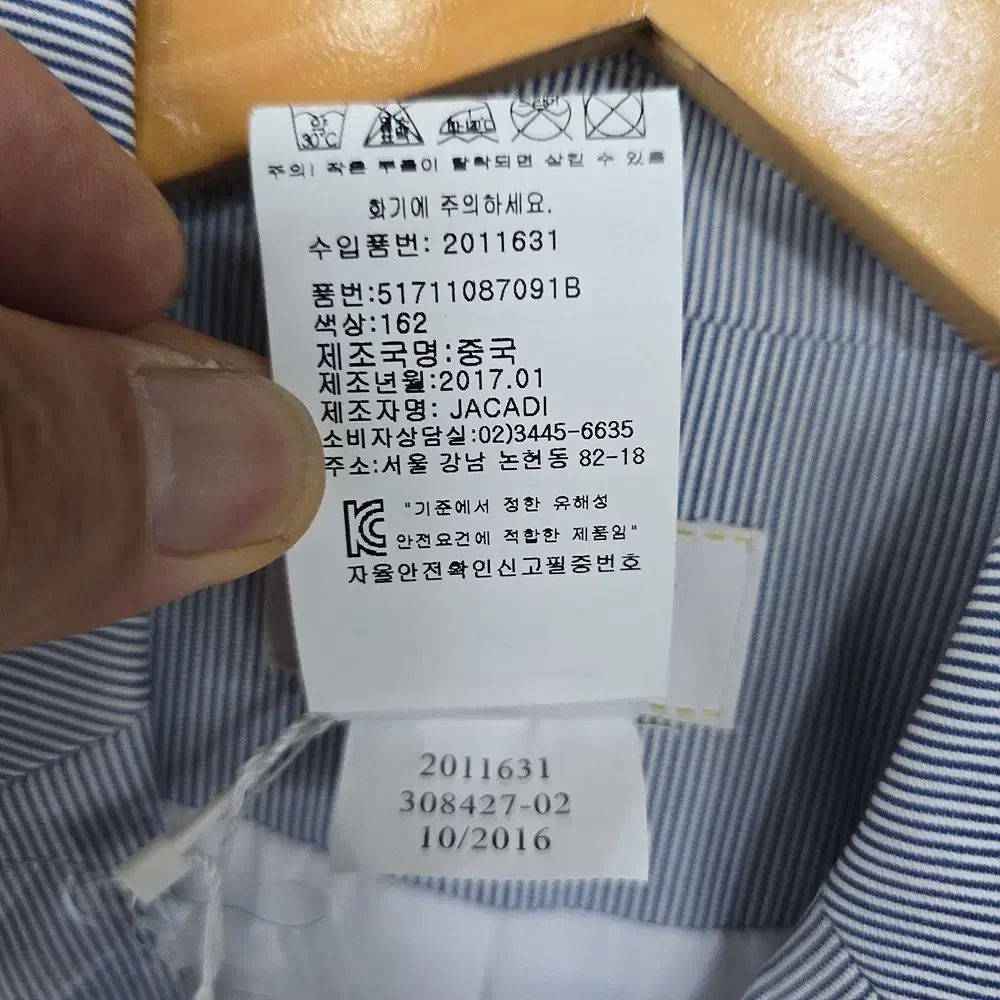 약 30℃
주의! 작은 부품이 탈락되면 삼킬 수 있음
화기에 주의하세요.
수입품번: 2011631
품번:51711087091B
색상:162
제조국명:중국
제조년월:2017.01
제조자명: JACADI
소비자상담실:02)3445-6635
주소:서울 강남 논현동 82-18
"기준에서 정한 유해성
안전요건에 적합한 제품임"
자율안전확인신고필증번호
2011631
308427-02
10/2016